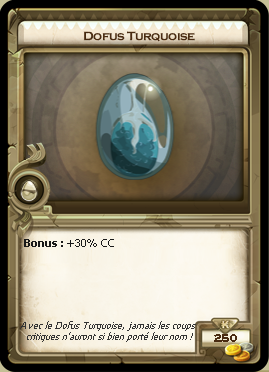 Dofus Turquoise
Bonus : +30% CC
Avec le Dofus Turquoise, jamais les coups
critiques n'auront si bien porté leur nom !
K
250